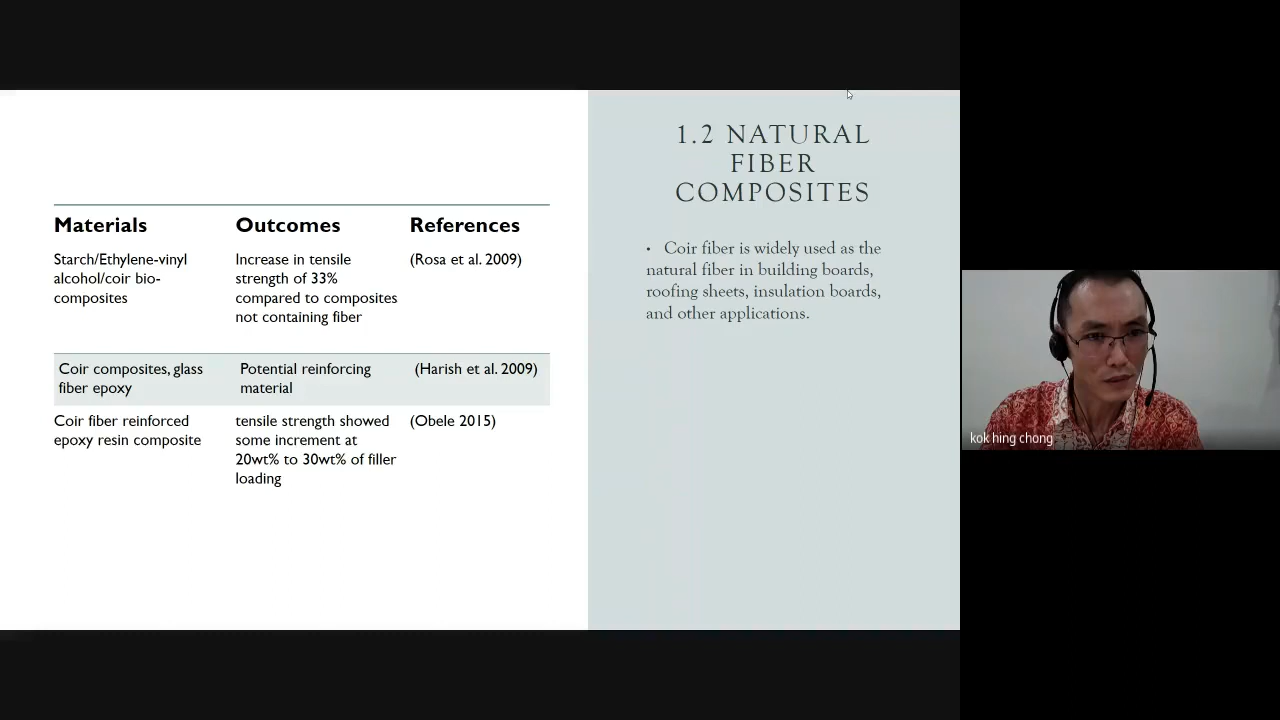 1.2 NATURAL
FIBER
COMPOSITES
• Coir fiber is widely used as the
natural fiber in building boards,
roofing sheets, insulation boards,
and other applications.
Materials Outcomes References
Starch/Ethylene-vinyl
alcohol/coir bio-
composites
Increase in tensile
strength of 33%
compared to composites
not containing fiber
(Rosa et al. 2009)
Coir composites, glass
fiber epoxy
Potential reinforcing
material
(Harish et al. 2009)
Coir fiber reinforced
epoxy resin composite
tensile strength showed
some increment at
20wt% to 30wt% of filler
loading
(Obele 2015)
kok hing chong